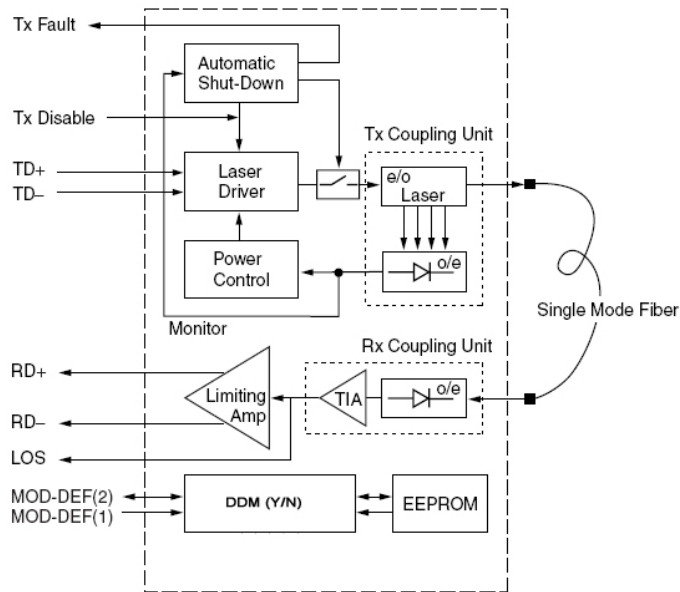 Tx Fault
Automatic
Shut-Down
Tx Disable
Tx Coupling Unit
TD+
TD–
Laser
Driver
e/o
Laser
Power
Control
o/e
Monitor
Single Mode Fiber
Rx Coupling Unit
RD+
RD–
LOS
Limiting
Amp
TIA
o/e
MOD-DEF(2)
MOD-DEF(1)
DDM (Y/N)
EEPROM